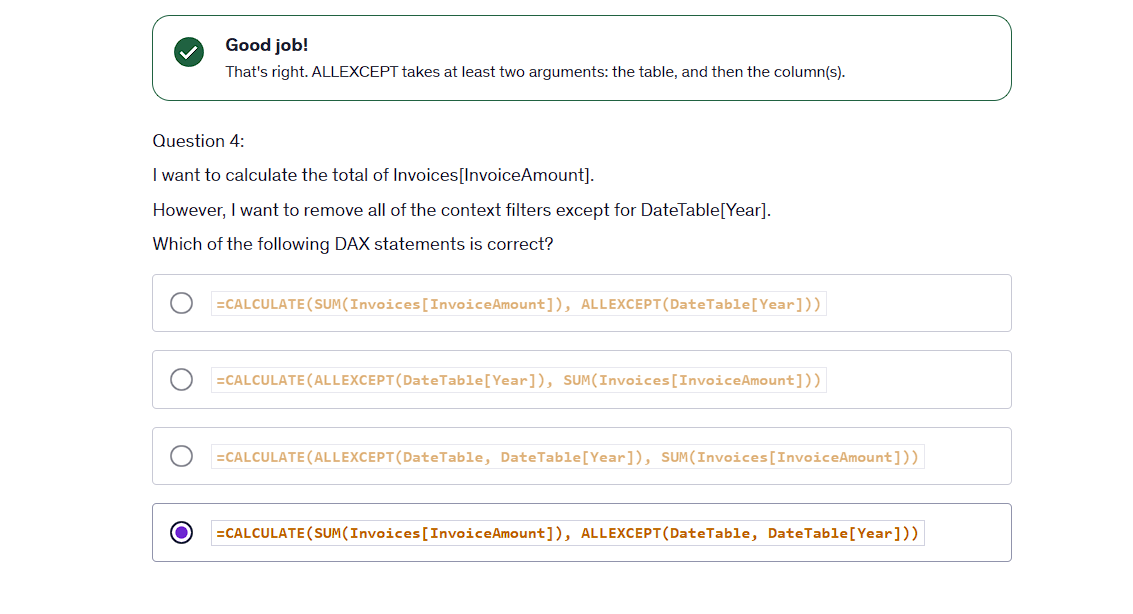 Good job!
That's right. ALLEXCEPT takes at least two arguments: the table, and then the column(s).
Question 4:
I want to calculate the total of Invoices[InvoiceAmount].
However, I want to remove all of the context filters except for DateTable[Year].
Which of the following DAX statements is correct?
=CALCULATE(SUM(Invoices[InvoiceAmount]), ALLEXCEPT(DateTable[Year]))
=CALCULATE(ALLEXCEPT(DateTable[Year]), SUM(Invoices[InvoiceAmount]))
=CALCULATE(ALLEXCEPT(DateTable, DateTable[Year]), SUM(Invoices[InvoiceAmount]))
=CALCULATE(SUM(Invoices[InvoiceAmount]), ALLEXCEPT(DateTable, DateTable[Year]))